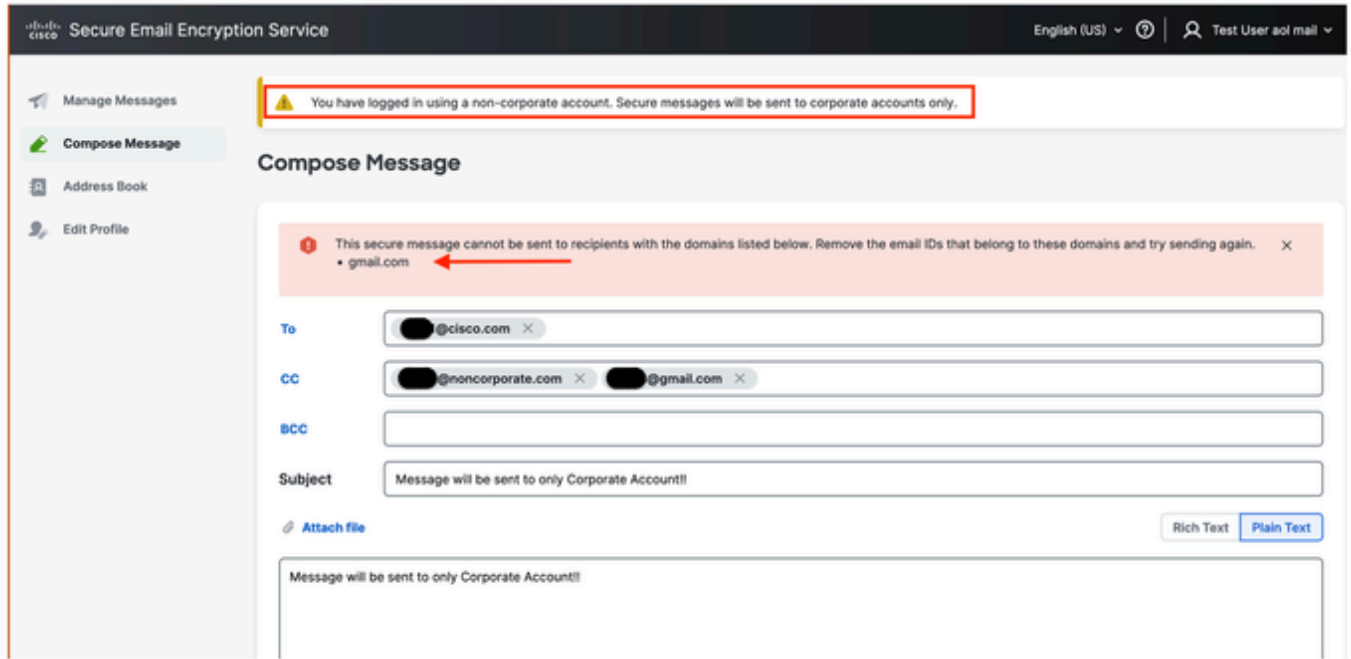 cisco Secure Email Encryption Service
English (US) Test User aol mail
Manage Messages
Compose Message
Address Book
Edit Profile
You have logged in using a non-corporate account. Secure messages will be sent to corporate accounts only.
Compose Message
This secure message cannot be sent to recipients with the domains listed below. Remove the email IDs that belong to these domains and try sending again.
• gmail.com
To @cisco.com
CC @noncorporate.com @gmail.com
BCC
Subject Message will be sent to only Corporate Account!!
Attach file Rich Text Plain Text
Message will be sent to only Corporate Account!!